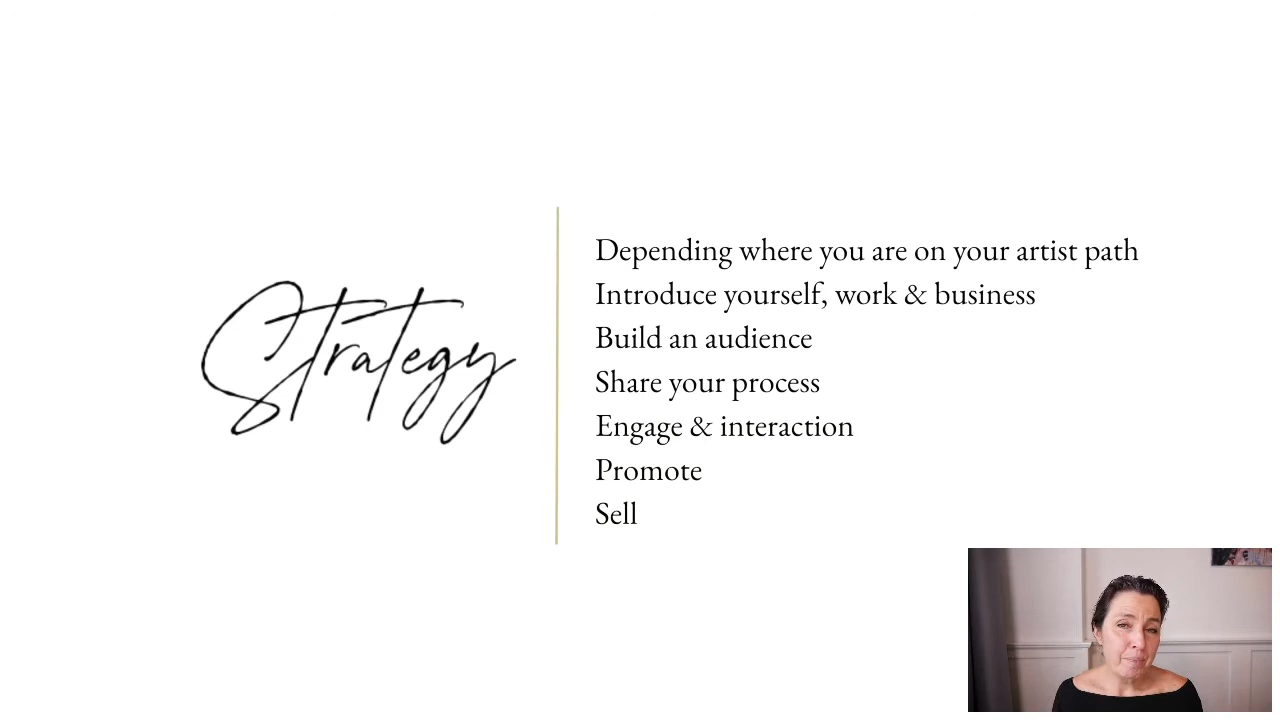 Strategy
Depending where you are on your artist path
Introduce yourself, work & business
Build an audience
Share your process
Engage & interaction
Promote
Sell